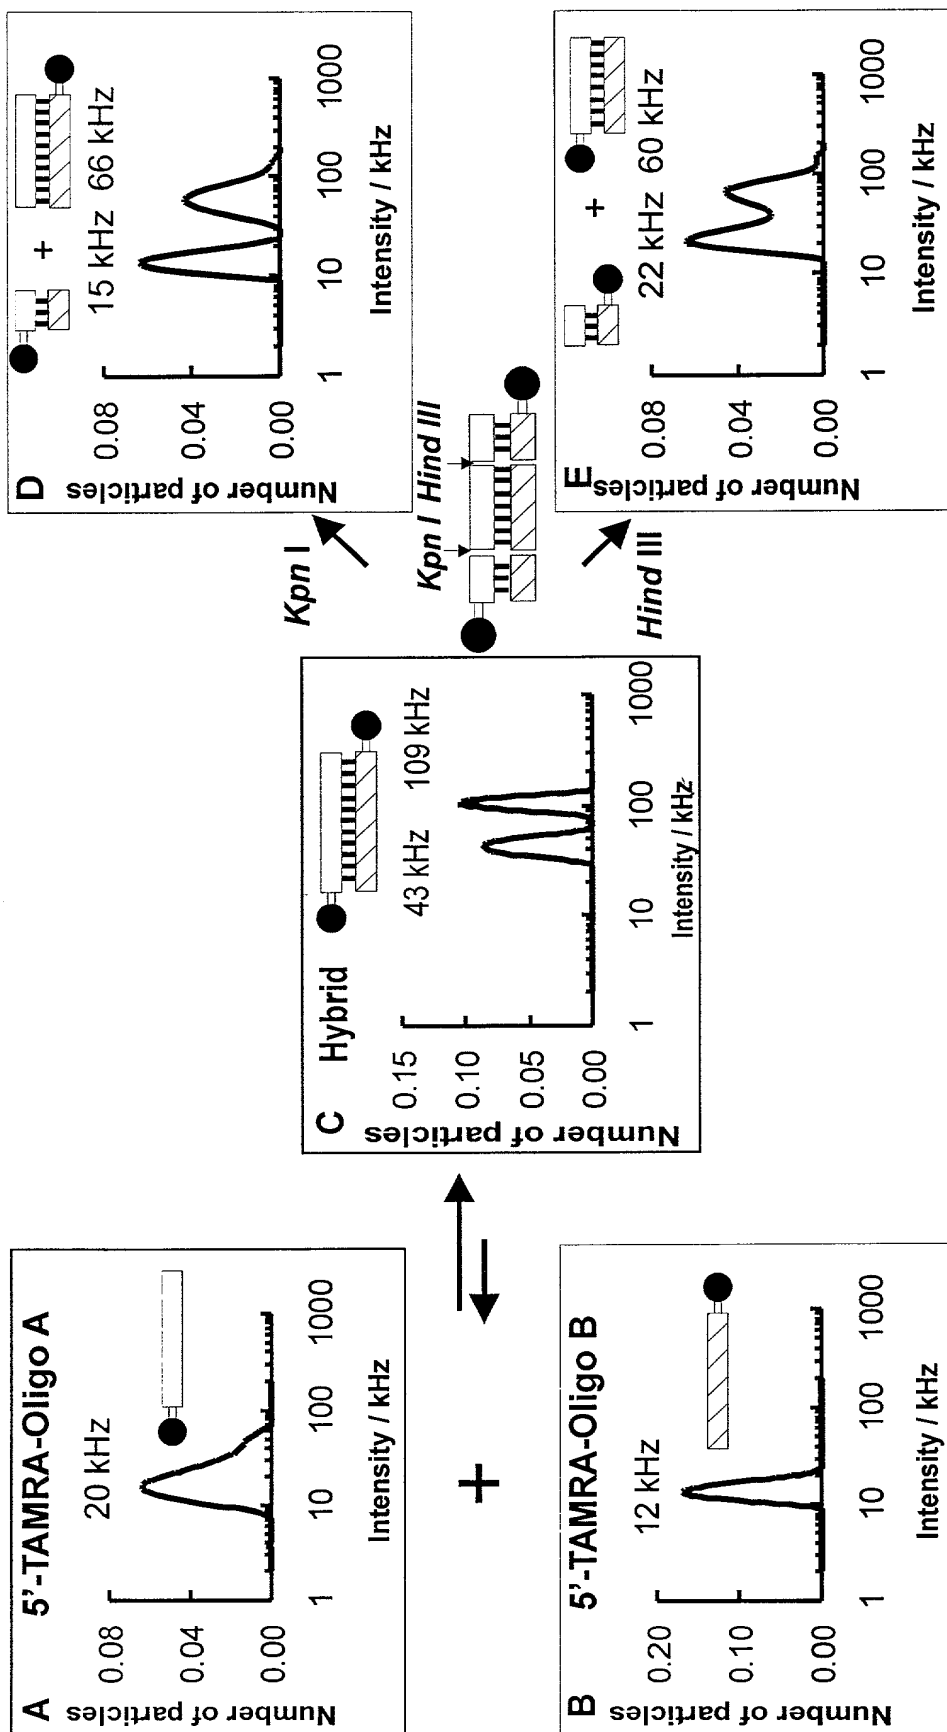 A 5'-TAMRA-Oligo A
20 kHz
Number of particles
0.08
0.04
0.00
1 10 100 1000
Intensity / kHz
+
B 5'-TAMRA-Oligo B
12 kHz
Number of particles
0.20
0.10
0.00
1 10 100 1000
Intensity / kHz
C Hybrid
43 kHz 109 kHz
Number of particles
0.15
0.10
0.05
0.00
1 10 100 1000
Intensity / kHz
Kpn I
Kpn I Hind III
Hind III
D
+
15 kHz 66 kHz
Number of particles
0.08
0.04
0.00
1 10 100 1000
Intensity / kHz
E
+
22 kHz 60 kHz
Number of particles
0.08
0.04
0.00
1 10 100 1000
Intensity / kHz